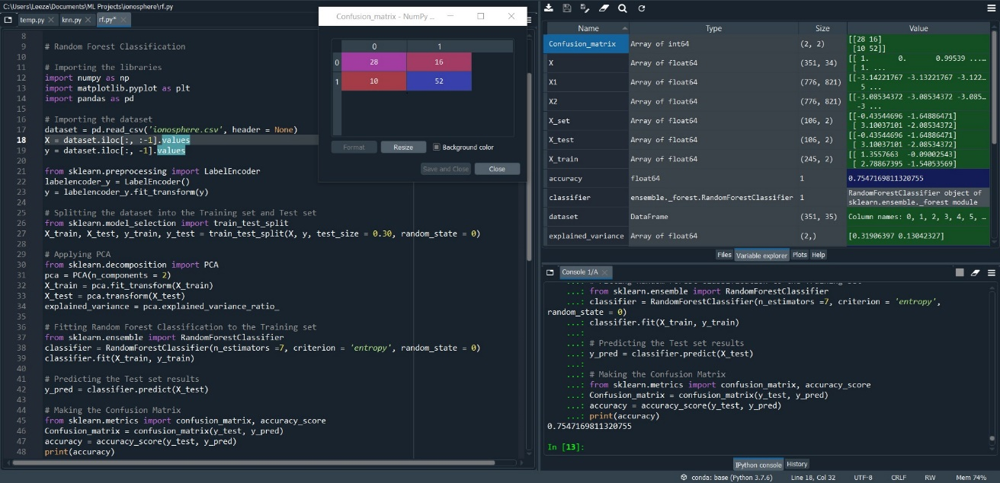 C:\Users\Leeza\Documents\ML Projects\ionosphere\rf.py
temp.py
knn.py
rf.py*
8
9 # Random Forest Classification
10
11 # Importing the libraries
12 import numpy as np
13 import matplotlib.pyplot as plt
14 import pandas as pd
15
16 # Importing the dataset
17 dataset = pd.read_csv('ionosphere.csv', header = None)
18 X = dataset.iloc[:, :-1].values
19 y = dataset.iloc[:, -1].values
20
21 from sklearn.preprocessing import LabelEncoder
22 labelencoder_y = LabelEncoder()
23 y = labelencoder_y.fit_transform(y)
24
25 # Splitting the dataset into the Training set and Test set
26 from sklearn.model_selection import train_test_split
27 X_train, X_test, y_train, y_test = train_test_split(X, y, test_size = 0.30, random_state = 0)
28
29 # Applying PCA
30 from sklearn.decomposition import PCA
31 pca = PCA(n_components = 2)
32 X_train = pca.fit_transform(X_train)
33 X_test = pca.transform(X_test)
34 explained_variance = pca.explained_variance_ratio_
35
36 # Fitting Random Forest Classification to the Training set
37 from sklearn.ensemble import RandomForestClassifier
38 classifier = RandomForestClassifier(n_estimators =7, criterion = 'entropy', random_state = 0)
39 classifier.fit(X_train, y_train)
40
41 # Predicting the Test set results
42 y_pred = classifier.predict(X_test)
43
44 # Making the Confusion Matrix
45 from sklearn.metrics import confusion_matrix, accuracy_score
46 Confusion_matrix = confusion_matrix(y_test, y_pred)
47 accuracy = accuracy_score(y_test, y_pred)
48 print(accuracy)
Confusion_matrix - NumPy ...
0 1
0 28 16
1 10 52
Format Resize Background color
Save and Close Close
Name Type Size Value
Confusion_matrix Array of int64 (2, 2) [[28 16]
[10 52]]
X Array of float64 (351, 34) [[ 1. 0. 0.99539 ...…
[ 1. ...
X1 Array of float64 (776, 821) [[-3.14221767 -3.13221767 -3.122…
5 ...
X2 Array of float64 (776, 821) [[-3.08534372 -3.08534372 -3.085…
-3 ...
X_set Array of float64 (106, 2) [[-0.43544696 -1.64886471]
[ 3.10037101 -2.08534372]
X_test Array of float64 (106, 2) [[-0.43544696 -1.64886471]
[ 3.10037101 -2.08534372]
X_train Array of float64 (245, 2) [[ 1.3557663 -0.09002543]
[ 2.78867395 -1.54053569]
accuracy float64 1 0.7547169811320755
classifier ensemble._forest.RandomForestClassifier 1 RandomForestClassifier object of
sklearn.ensemble._forest module
dataset DataFrame (351, 35) Column names: 0, 1, 2, 3, 4, 5, …
explained_variance Array of float64 (2,) [0.31906397 0.13042327]
Files Variable explorer Plots Help
Console 1/A
...: from sklearn.ensemble import RandomForestClassifier
...: classifier = RandomForestClassifier(n_estimators =7, criterion = 'entropy',
random_state = 0)
...: classifier.fit(X_train, y_train)
...:
...: # Predicting the Test set results
...: y_pred = classifier.predict(X_test)
...:
...: # Making the Confusion Matrix
...: from sklearn.metrics import confusion_matrix, accuracy_score
...: Confusion_matrix = confusion_matrix(y_test, y_pred)
...: accuracy = accuracy_score(y_test, y_pred)
...: print(accuracy)
0.7547169811320755
In [13]:
IPython console History
conda: base (Python 3.7.6) Line 18, Col 32 UTF-8 CRLF RW Mem 74%